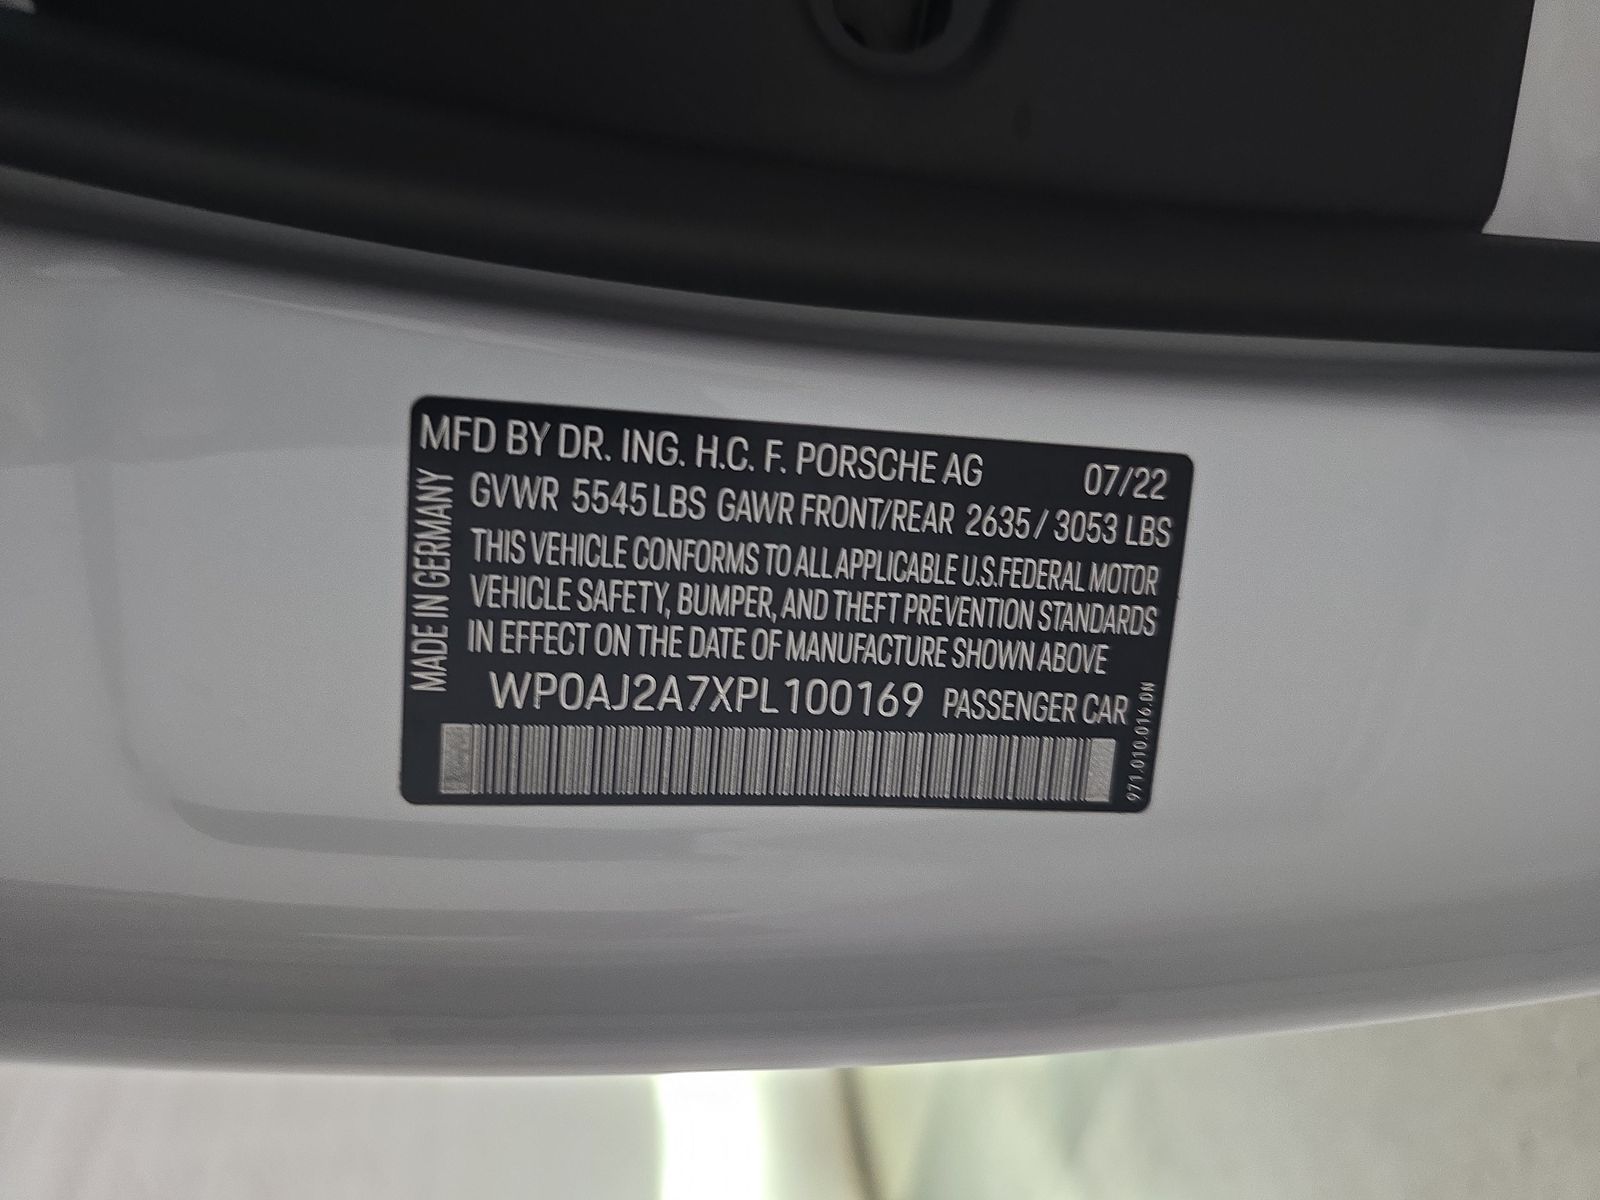 MFD BY DR. ING. H.C. F. PORSCHE AG 07/22
GVWR 5545 LBS GAWR FRONT/REAR 2635 / 3053 LBS
THIS VEHICLE CONFORMS TO ALL APPLICABLE U.S.FEDERAL MOTOR
VEHICLE SAFETY, BUMPER, AND THEFT PREVENTION STANDARDS
IN EFFECT ON THE DATE OF MANUFACTURE SHOWN ABOVE
WP0AJ2A7XPL100169 PASSENGER CAR
MADE IN GERMANY
971.010.016.DN